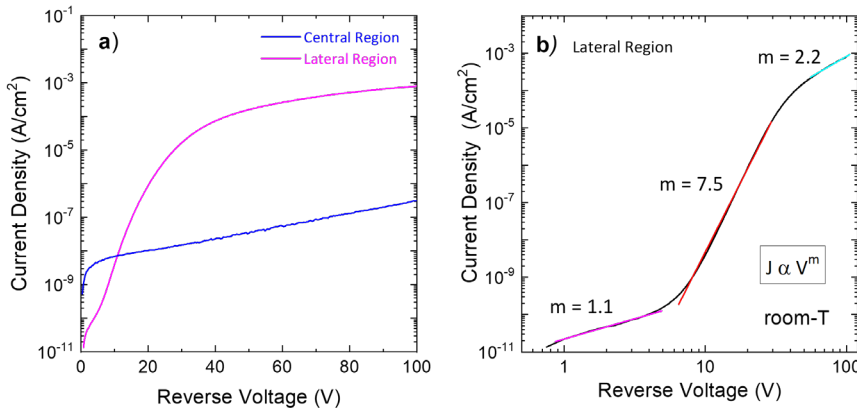 a)
Central Region
Lateral Region
10⁻¹
10⁻³
10⁻⁵
10⁻⁷
10⁻⁹
10⁻¹¹
Current Density (A/cm²)
0 20 40 60 80 100
Reverse Voltage (V)
b) Lateral Region
m = 2.2
m = 7.5
m = 1.1
J α Vᵐ
room-T
10⁻³
10⁻⁵
10⁻⁷
10⁻⁹
10⁻¹¹
Current Density (A/cm²)
1 10 100
Reverse Voltage (V)